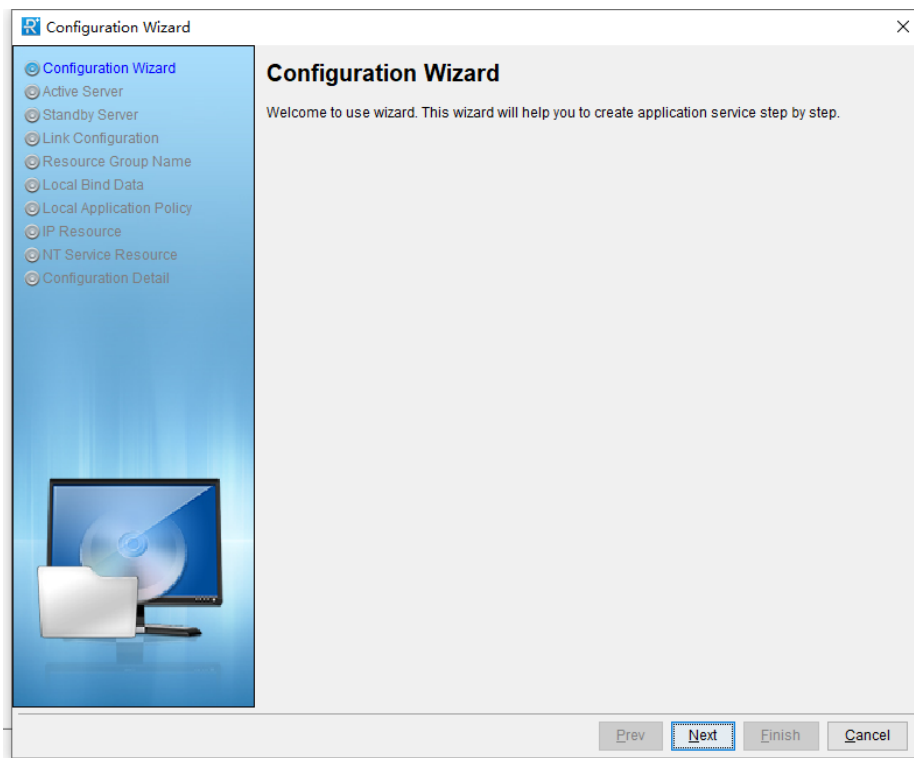 Configuration Wizard
Configuration Wizard
Active Server
Standby Server
Link Configuration
Resource Group Name
Local Bind Data
Local Application Policy
IP Resource
NT Service Resource
Configuration Detail
Configuration Wizard
Welcome to use wizard. This wizard will help you to create application service step by step.
Prev
Next
Finish
Cancel